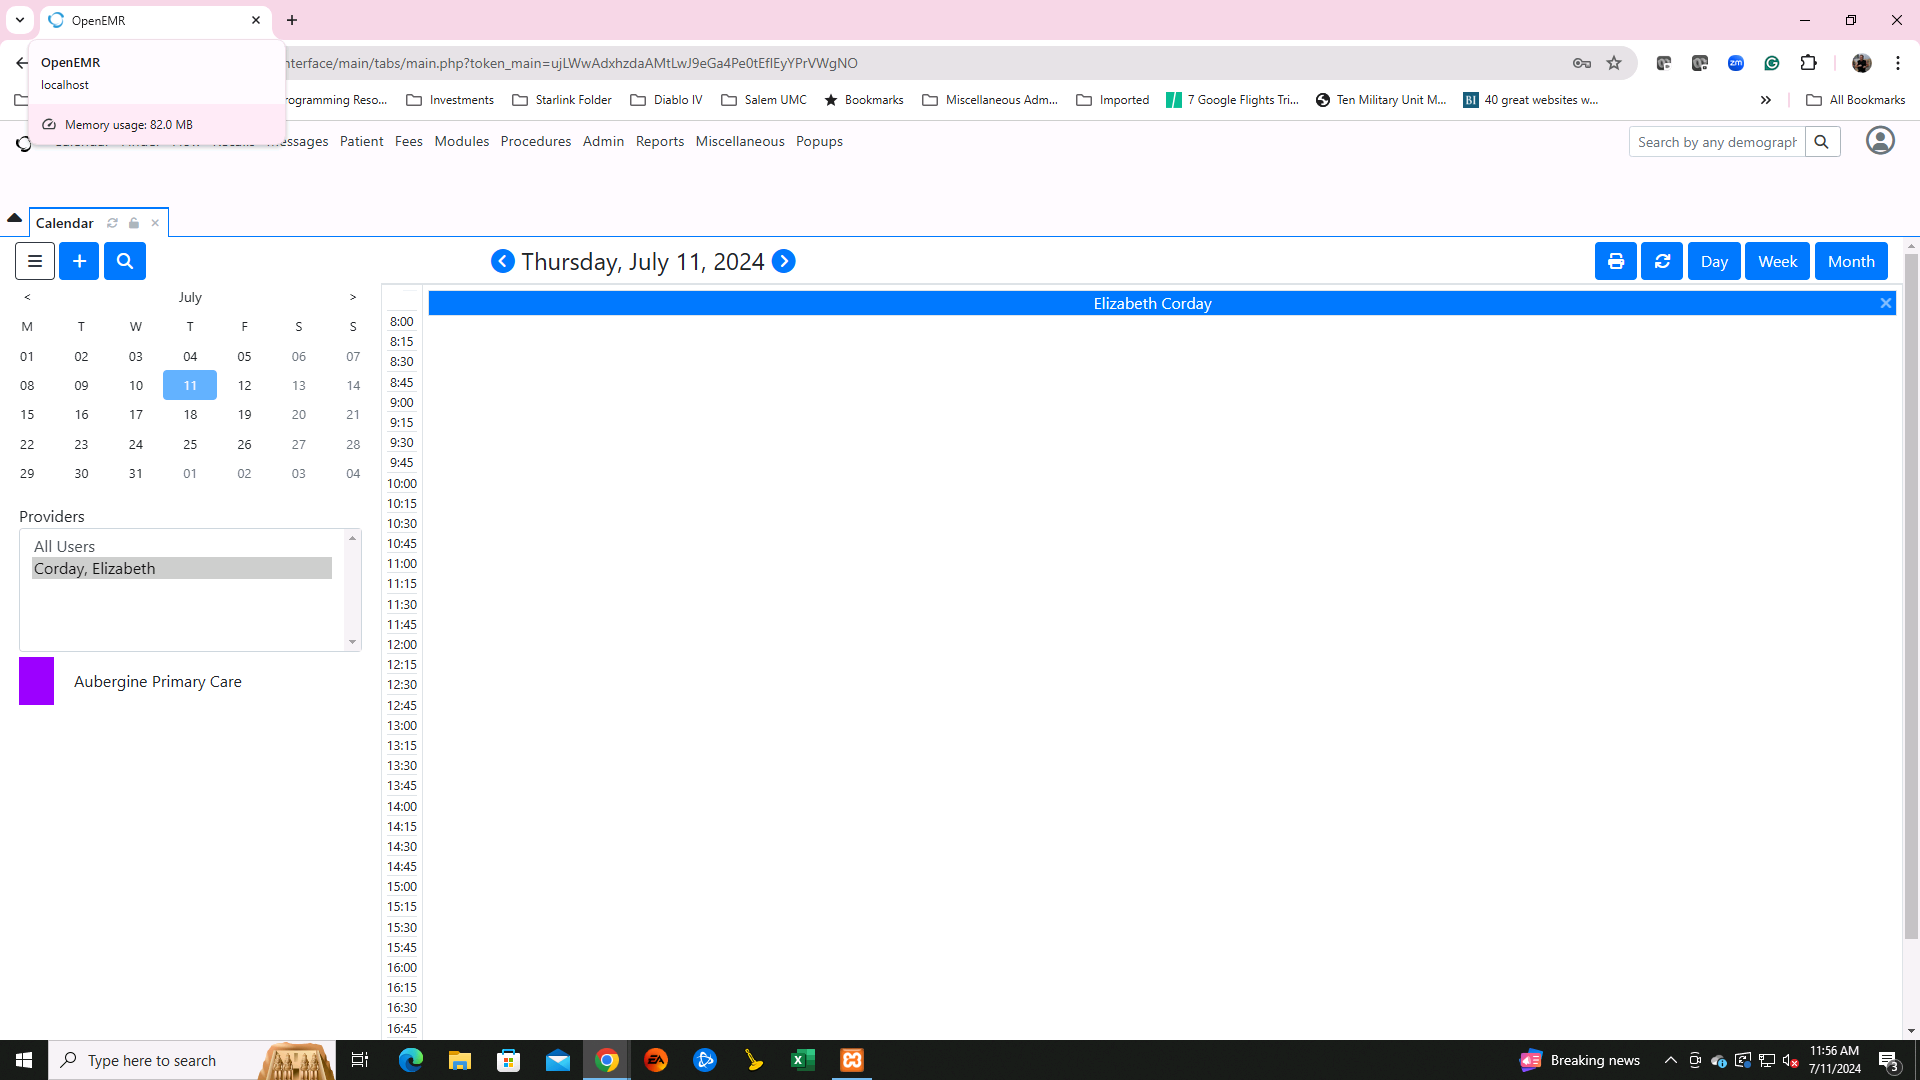 OpenEMR
OpenEMR
localhost
Memory usage: 82.0 MB
nterface/main/tabs/main.php?token_main=ujLWwAdxhzdaAMtLwJ9eGa4Pe0tEflEyYPrVWgNO
rogramming Reso...
Investments
Starlink Folder
Diablo IV
Salem UMC
Bookmarks
Miscellaneous Adm...
Imported
7 Google Flights Tri...
Ten Military Unit M...
BI 40 great websites w...
All Bookmarks
Messages Patient Fees Modules Procedures Admin Reports Miscellaneous Popups
Search by any demograph
Calendar
Thursday, July 11, 2024
Day Week Month
< July >
M T W T F S S
01 02 03 04 05 06 07
08 09 10 11 12 13 14
15 16 17 18 19 20 21
22 23 24 25 26 27 28
29 30 31 01 02 03 04
Providers
All Users
Corday, Elizabeth
Aubergine Primary Care
Elizabeth Corday
8:00
8:15
8:30
8:45
9:00
9:15
9:30
9:45
10:00
10:15
10:30
10:45
11:00
11:15
11:30
11:45
12:00
12:15
12:30
12:45
13:00
13:15
13:30
13:45
14:00
14:15
14:30
14:45
15:00
15:15
15:30
15:45
16:00
16:15
16:30
16:45
Type here to search
EA
Breaking news
11:56 AM
7/11/2024
3